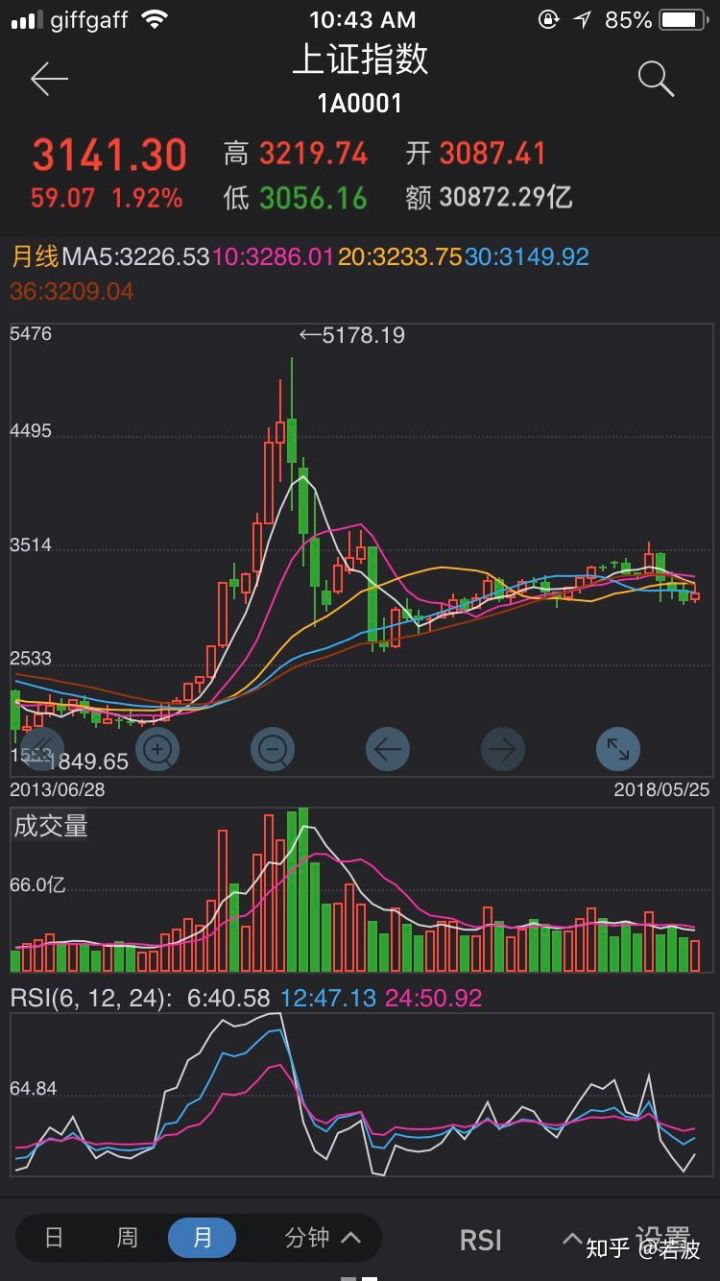 giffgaff 10:43 AM 85%
上证指数
1A0001
3141.30 高 3219.74 开 3087.41
59.07 1.92% 低 3056.16 额 30872.29亿
月线MA5:3226.53 10:3286.01 20:3233.75 30:3149.92
36:3209.04
5476
←5178.19
4495
3514
2533
1849.65
2013/06/28 2018/05/25
成交量
66.0亿
RSI(6, 12, 24): 6:40.58 12:47.13 24:50.92
64.84
日 周 月 分钟 RSI 设置
知乎 @若波